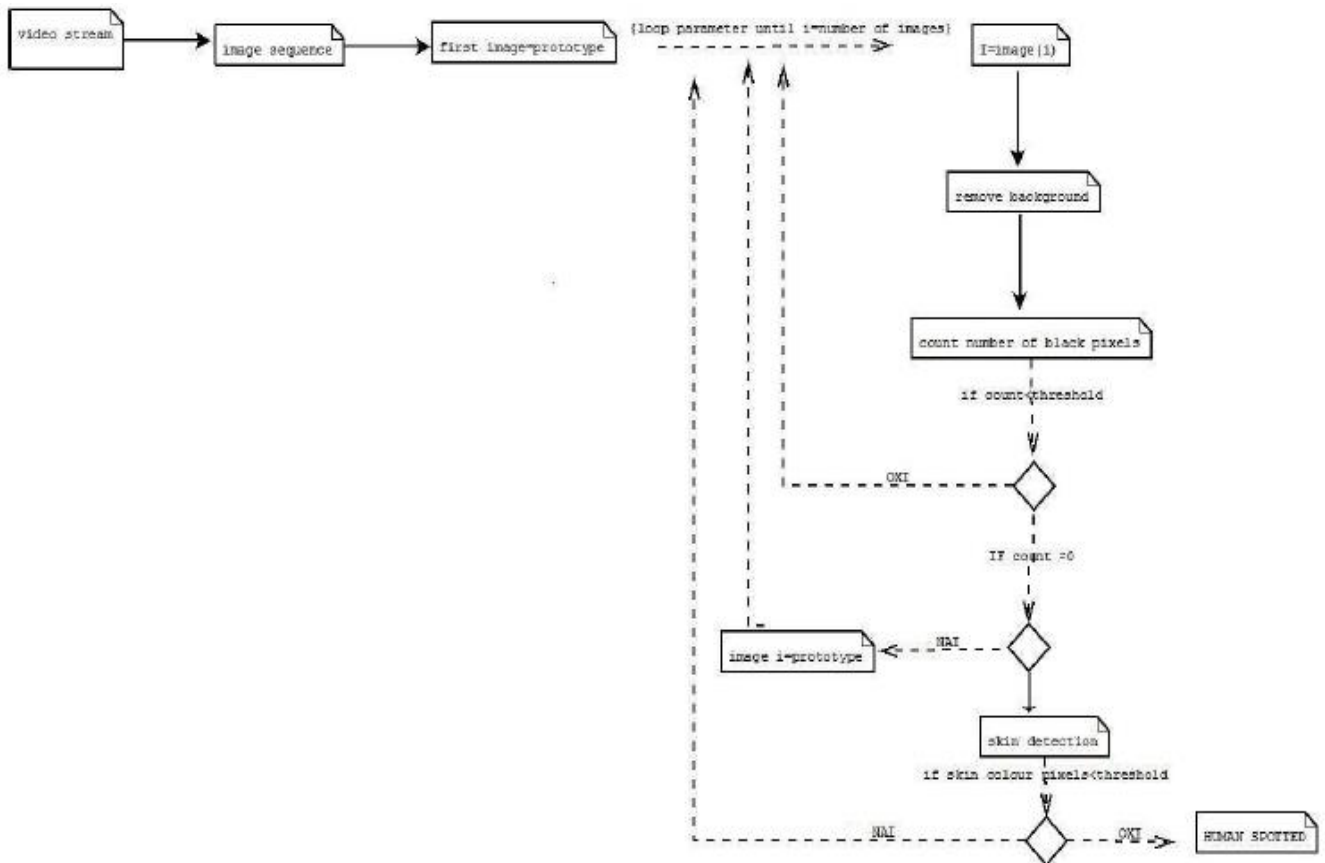 video stream
image sequence
first image=prototype
{loop parameter until i=number of images}
I=image(i)
remove background
count number of black pixels
if count<threshold
OXI
IF count =0
NAI
image i=prototype
skin detection
if skin colour pixels<threshold
NAI
OXI
HUMAN SPOTTED